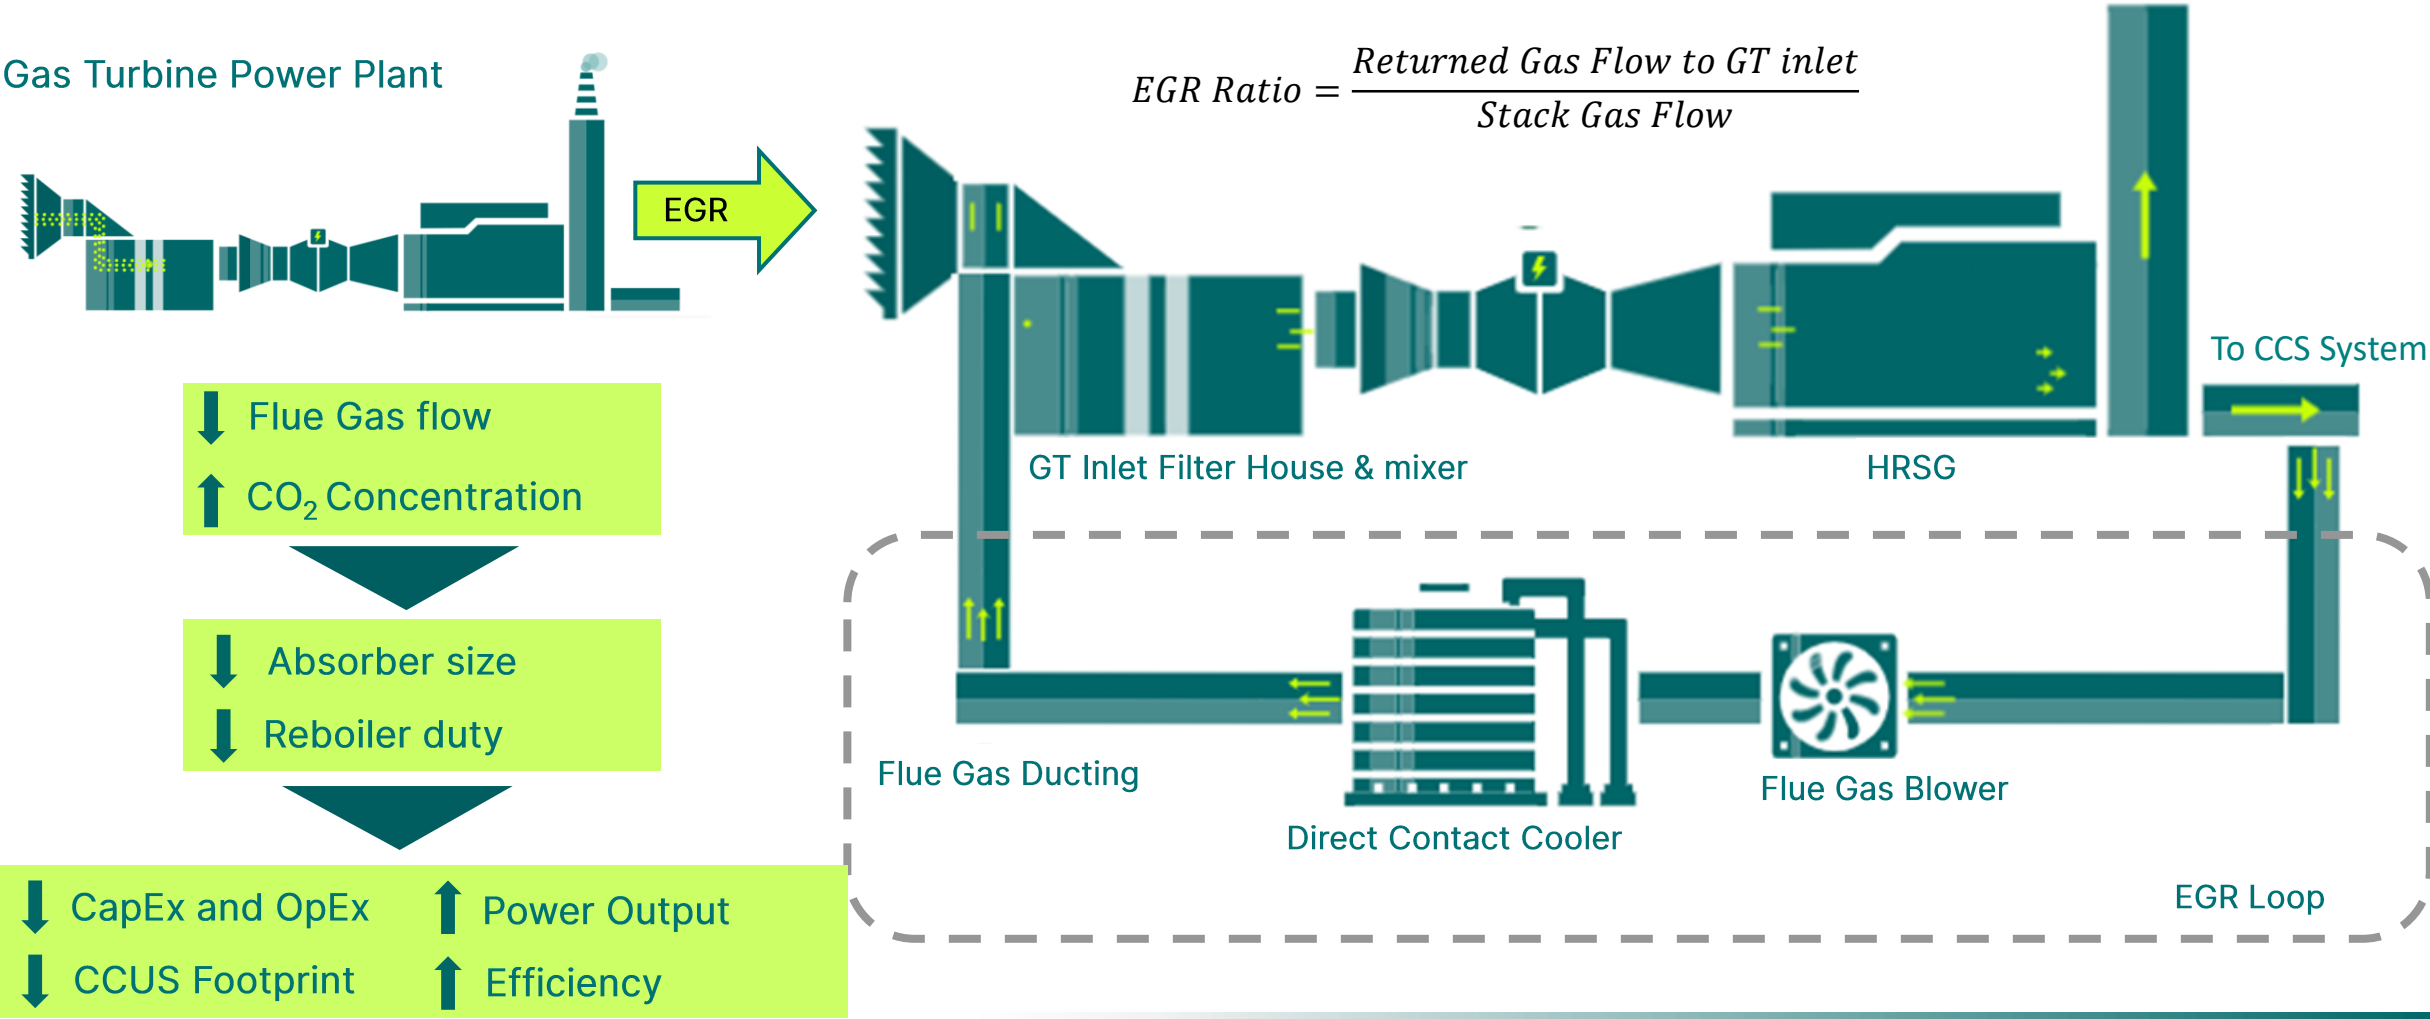 Gas Turbine Power Plant
EGR
EGR Ratio = Returned Gas Flow to GT inlet / Stack Gas Flow
To CCS System
GT Inlet Filter House & mixer
HRSG
Flue Gas flow
CO₂ Concentration
Absorber size
Reboiler duty
CapEx and OpEx
Power Output
CCUS Footprint
Efficiency
Flue Gas Ducting
Direct Contact Cooler
Flue Gas Blower
EGR Loop